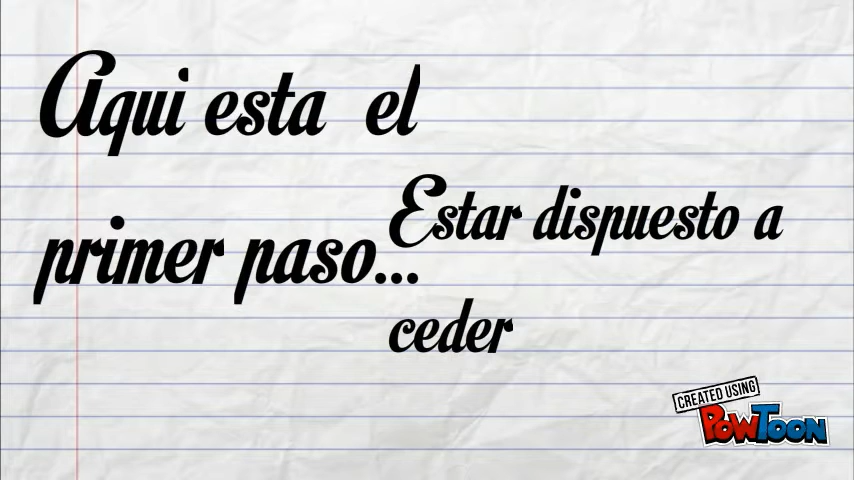 Aqui esta el
primer paso...
Estar dispuesto a
ceder
CREATED USING
POWTOON